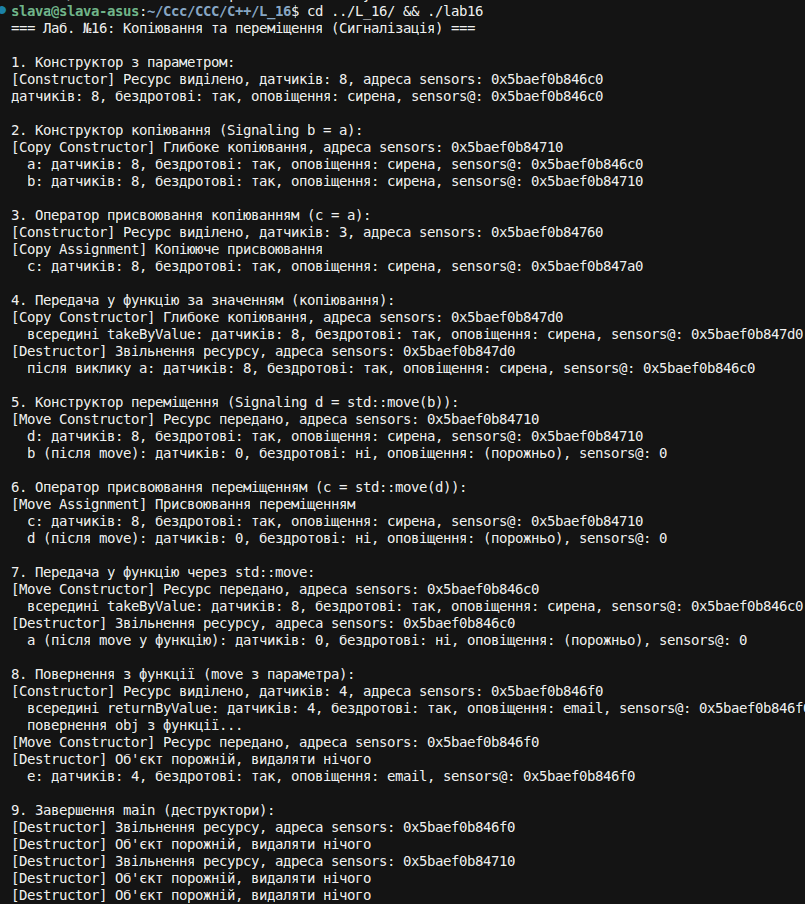 slava@slava-asus:~/Ccc/CCC/C++/L_16$ cd ../L_16/ && ./lab16
=== Лаб. №16: Копіювання та переміщення (Сигналізація) ===
1. Конструктор з параметром:
[Constructor] Ресурс виділено, датчиків: 8, адреса sensors: 0x5baef0b846c0
датчиків: 8, бездротові: так, оповіщення: сирена, sensors@: 0x5baef0b846c0
2. Конструктор копіювання (Signaling b = a):
[Copy Constructor] Глибоке копіювання, адреса sensors: 0x5baef0b84710
  a: датчиків: 8, бездротові: так, оповіщення: сирена, sensors@: 0x5baef0b846c0
  b: датчиків: 8, бездротові: так, оповіщення: сирена, sensors@: 0x5baef0b84710
3. Оператор присвоювання копіюванням (c = a):
[Constructor] Ресурс виділено, датчиків: 3, адреса sensors: 0x5baef0b84760
[Copy Assignment] Копіююче присвоювання
  c: датчиків: 8, бездротові: так, оповіщення: сирена, sensors@: 0x5baef0b847a0
4. Передача у функцію за значенням (копіювання):
[Copy Constructor] Глибоке копіювання, адреса sensors: 0x5baef0b847d0
  всередині takeByValue: датчиків: 8, бездротові: так, оповіщення: сирена, sensors@: 0x5baef0b847d0
[Destructor] Звільнення ресурсу, адреса sensors: 0x5baef0b847d0
  після виклику a: датчиків: 8, бездротові: так, оповіщення: сирена, sensors@: 0x5baef0b846c0
5. Конструктор переміщення (Signaling d = std::move(b)):
[Move Constructor] Ресурс передано, адреса sensors: 0x5baef0b84710
  d: датчиків: 8, бездротові: так, оповіщення: сирена, sensors@: 0x5baef0b84710
  b (після move): датчиків: 0, бездротові: ні, оповіщення: (порожньо), sensors@: 0
6. Оператор присвоювання переміщенням (c = std::move(d)):
[Move Assignment] Присвоювання переміщенням
  c: датчиків: 8, бездротові: так, оповіщення: сирена, sensors@: 0x5baef0b84710
  d (після move): датчиків: 0, бездротові: ні, оповіщення: (порожньо), sensors@: 0
7. Передача у функцію через std::move:
[Move Constructor] Ресурс передано, адреса sensors: 0x5baef0b846c0
  всередині takeByValue: датчиків: 8, бездротові: так, оповіщення: сирена, sensors@: 0x5baef0b846c0
[Destructor] Звільнення ресурсу, адреса sensors: 0x5baef0b846c0
  a (після move у функцію): датчиків: 0, бездротові: ні, оповіщення: (порожньо), sensors@: 0
8. Повернення з функції (move з параметра):
[Constructor] Ресурс виділено, датчиків: 4, адреса sensors: 0x5baef0b846f0
  всередині returnByValue: датчиків: 4, бездротові: так, оповіщення: email, sensors@: 0x5baef0b846f0
  повернення obj з функції...
[Move Constructor] Ресурс передано, адреса sensors: 0x5baef0b846f0
[Destructor] Об'єкт порожній, видаляти нічого
  e: датчиків: 4, бездротові: так, оповіщення: email, sensors@: 0x5baef0b846f0
9. Завершення main (деструктори):
[Destructor] Звільнення ресурсу, адреса sensors: 0x5baef0b846f0
[Destructor] Об'єкт порожній, видаляти нічого
[Destructor] Звільнення ресурсу, адреса sensors: 0x5baef0b84710
[Destructor] Об'єкт порожній, видаляти нічого
[Destructor] Об'єкт порожній, видаляти нічого